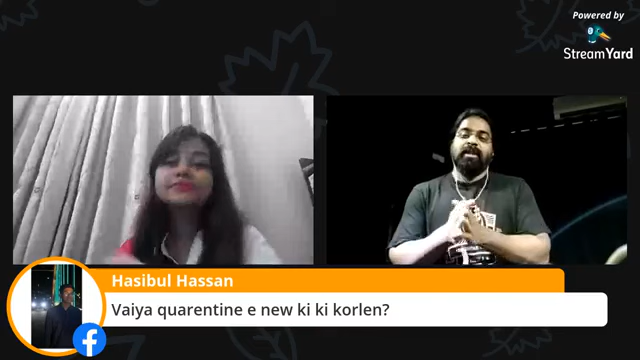 Powered by
StreamYard
Hasibul Hassan
Vaiya quarentine e new ki ki korlen?